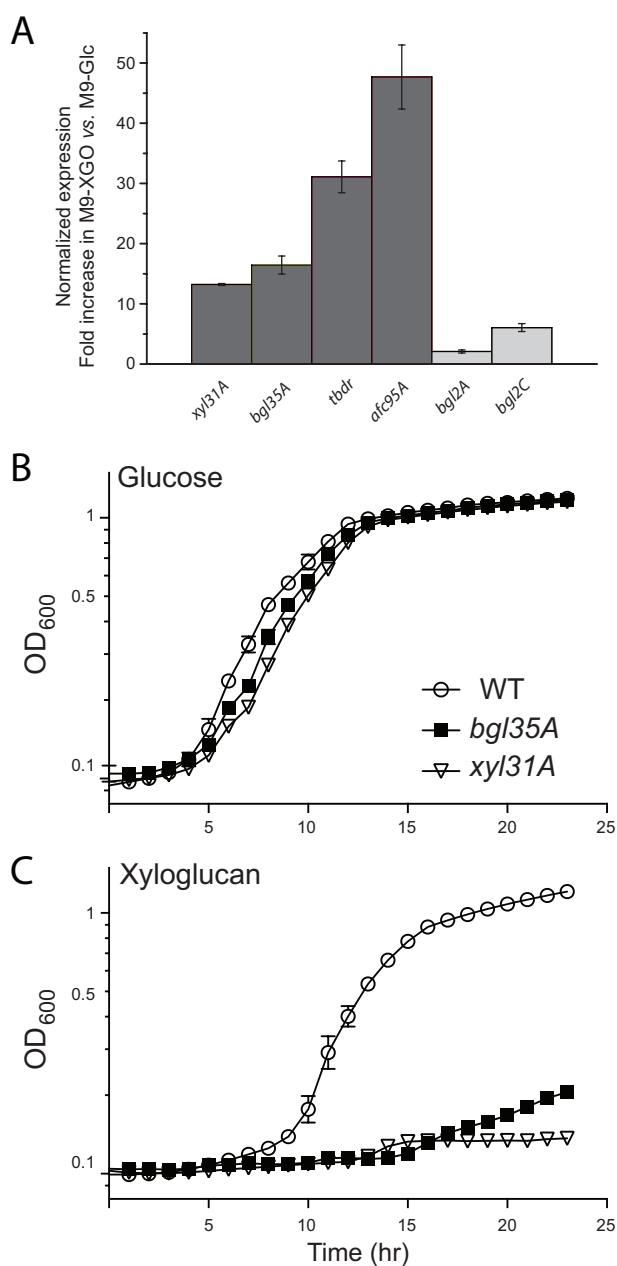 A
Normalized expression
Fold increase in M9-XGO vs. M9-Glc
50
40
30
20
10
0
xyl31A
bgl35A
tbdr
afc95A
bgl2A
bgl2C
B
Glucose
OD600
1
0.5
0.1
WT
bgl35A
xyl31A
5
10
15
20
25
C
Xyloglucan
OD600
1
0.5
0.1
5
10
15
20
25
Time (hr)